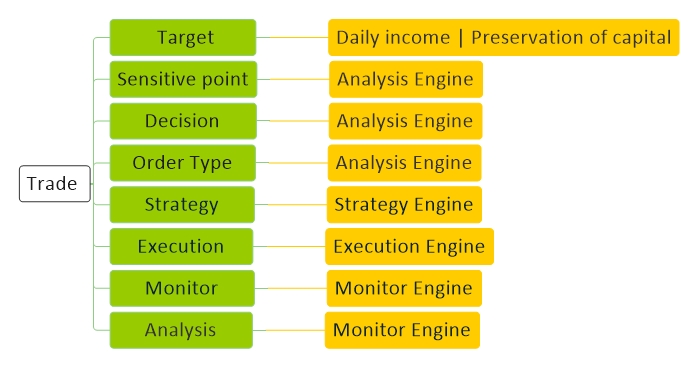 Target Daily income | Preservation of capital
Sensitive point Analysis Engine
Decision Analysis Engine
Order Type Analysis Engine
Trade
Strategy Strategy Engine
Execution Execution Engine
Monitor Monitor Engine
Analysis Monitor Engine